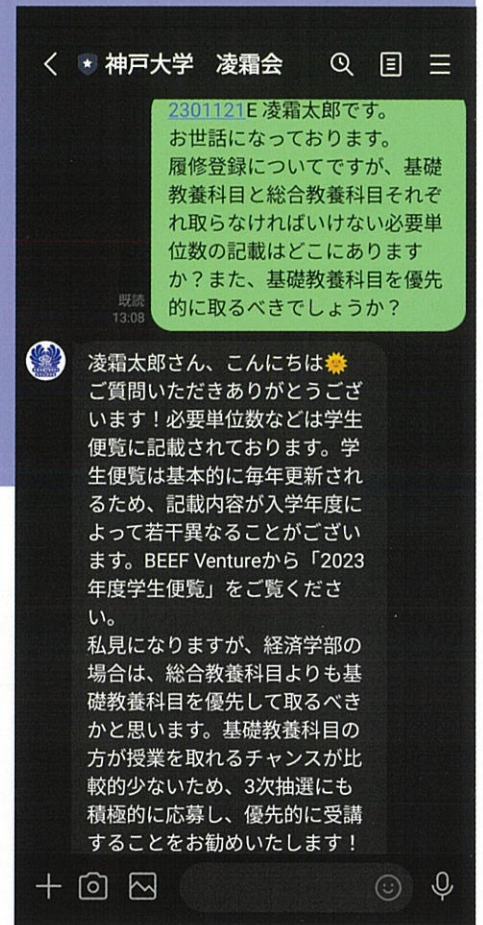 神戸大学 凌霜会
2301121E 凌霜太郎です。
お世話になっております。
履修登録についてですが、基礎
教養科目と総合教養科目それぞ
れ取らなければいけない必要単
位数の記載はどこにあります
か？また、基礎教養科目を優先
的に取るべきでしょうか？
既読
13:08
凌霜太郎さん、こんにちは🌞
ご質問いただきありがとうござ
います！必要単位数などは学生
便覧に記載されております。学
生便覧は基本的に毎年更新され
るため、記載内容が入学年度に
よって若干異なることがござい
ます。BEEF Ventureから「2023
年度学生便覧」をご覧くださ
い。
私見になりますが、経済学部の
場合は、総合教養科目よりも基
礎教養科目を優先して取るべき
かと思います。基礎教養科目の
方が授業を取れるチャンスが比
較的少ないため、3次抽選にも
積極的に応募し、優先的に受講
することをお勧めいたします！